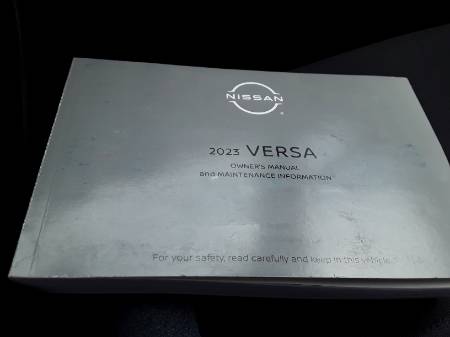 NISSAN
2023 VERSA
OWNER'S MANUAL
and MAINTENANCE INFORMATION
For your safety, read carefully and keep in this vehicle.